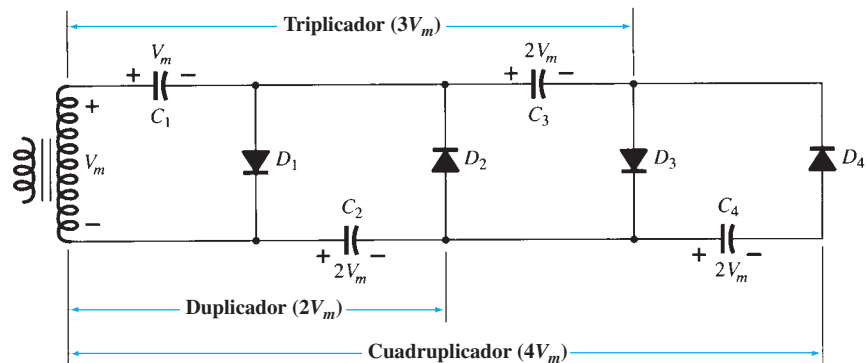 Triplicador (3Vm)
Vm
2Vm
+ − + −
C1
C3
+
Vm
D1
D2
D3
D4
C2
C4
−
+ − + −
2Vm
2Vm
Duplicador (2Vm)
Cuadruplicador (4Vm)